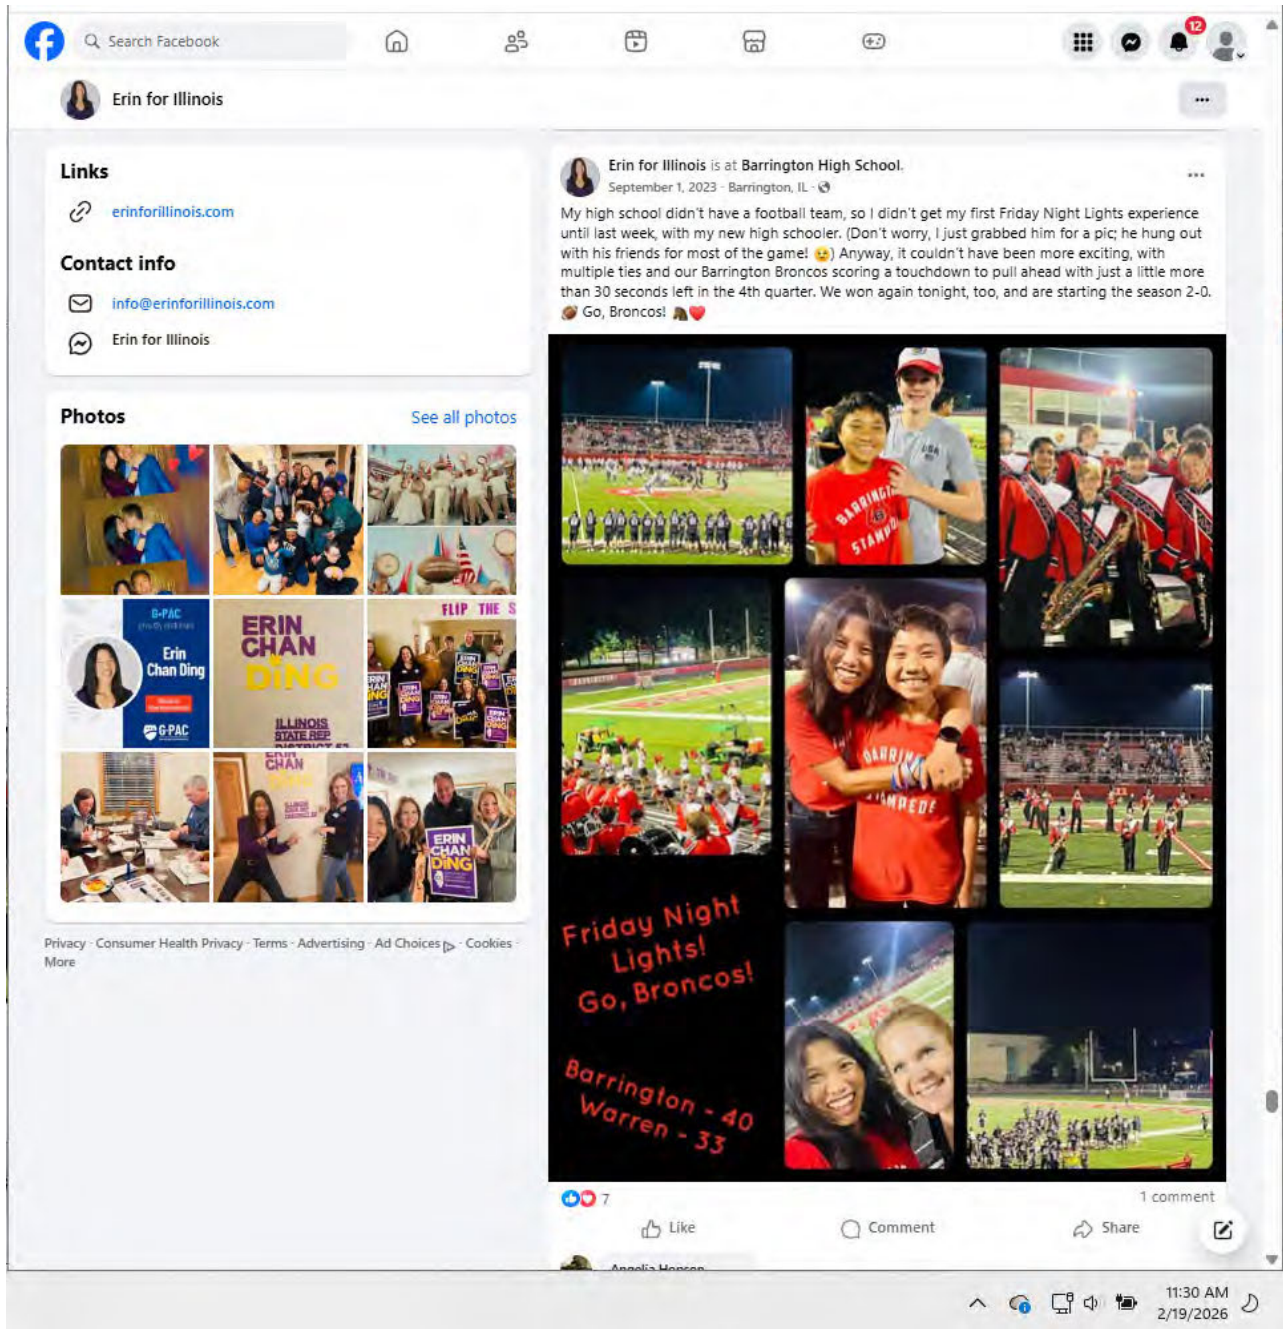 Search Facebook
12
Erin for Illinois
Links
erinforillinois.com
Contact info
info@erinforillinois.com
Erin for Illinois
Photos
See all photos
G-PAC
Erin
Chan Ding
G-PAC
ERIN
CHAN
DiNG
ILLINOIS
STATE REP
FLIP THE S
ERIN
CHAN
DiNG
Privacy · Consumer Health Privacy · Terms · Advertising · Ad Choices · Cookies ·
More
Erin for Illinois is at Barrington High School.
September 1, 2023 · Barrington, IL ·
My high school didn't have a football team, so I didn't get my first Friday Night Lights experience
until last week, with my new high schooler. (Don't worry, I just grabbed him for a pic; he hung out
with his friends for most of the game! 😢) Anyway, it couldn't have been more exciting, with
multiple ties and our Barrington Broncos scoring a touchdown to pull ahead with just a little more
than 30 seconds left in the 4th quarter. We won again tonight, too, and are starting the season 2-0.
🏈 Go, Broncos! 🐴❤️
USA
Friday Night
Lights!
Go, Broncos!
Barrington - 40
Warren - 33
7
1 comment
Like
Comment
Share
11:30 AM
2/19/2026